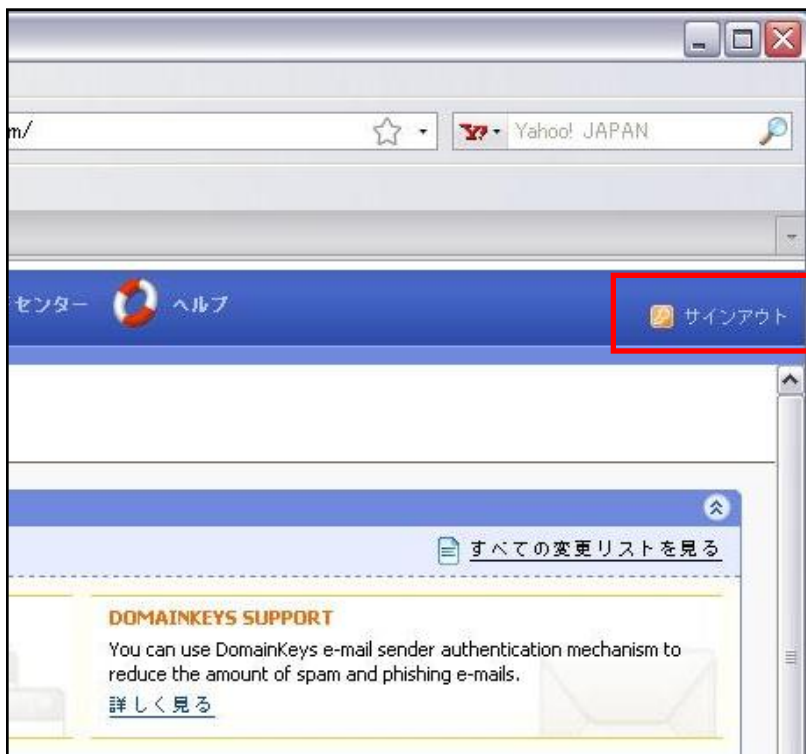 m/
Yahoo! JAPAN
センター ヘルプ サインアウト
すべての変更リストを見る
DOMAINKEYS SUPPORT
You can use DomainKeys e-mail sender authentication mechanism to
reduce the amount of spam and phishing e-mails.
詳しく見る